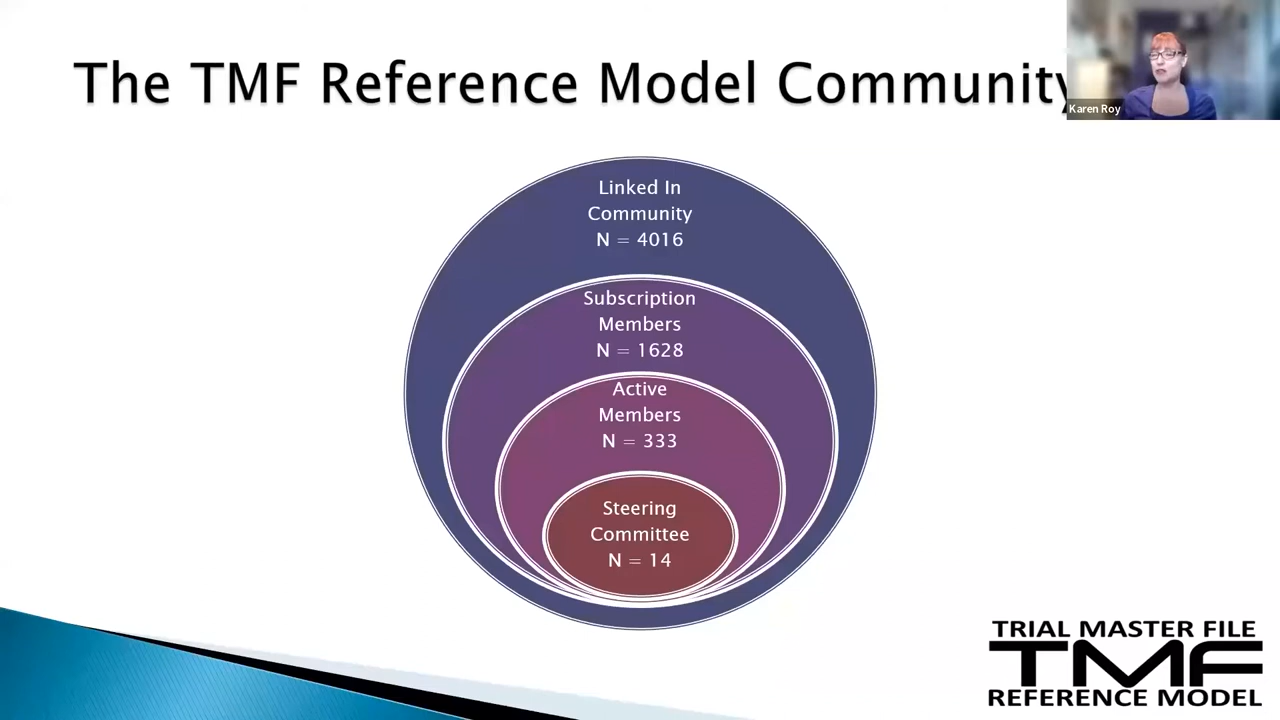 The TMF Reference Model Community
Karen Roy
Linked In
Community
N = 4016
Subscription
Members
N = 1628
Active
Members
N = 333
Steering
Committee
N = 14
TRIAL MASTER FILE
TMF
REFERENCE MODEL